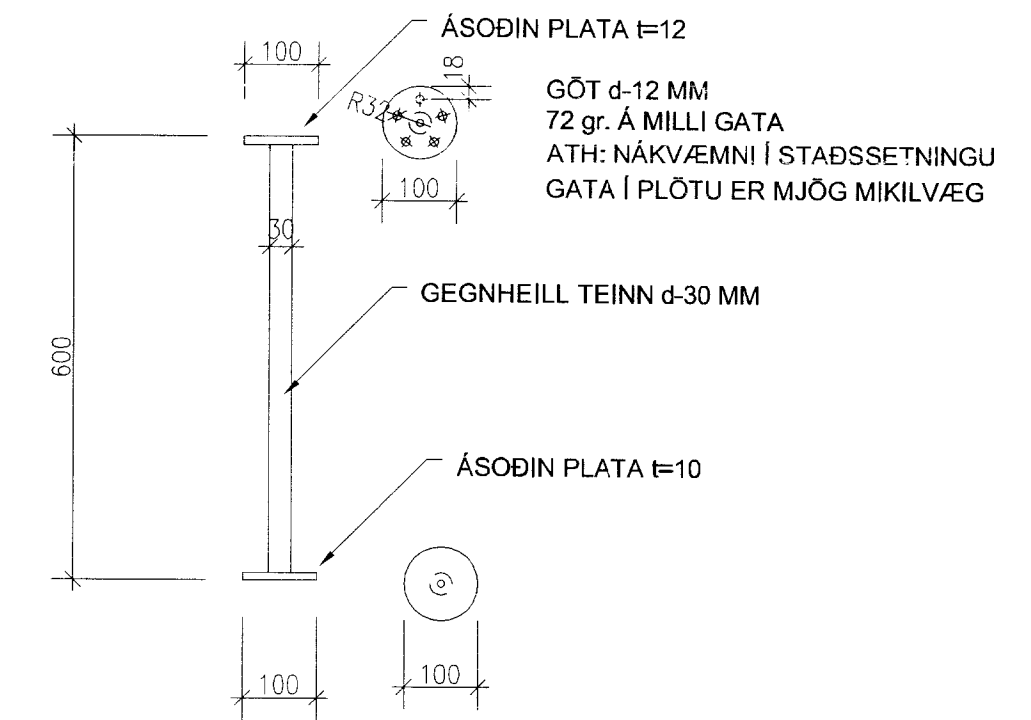 ÁSOÐIN PLATA t=12
100
18
R32
GÖT d-12 MM
72 gr. Á MILLI GATA
ATH: NÁKVÆMNI Í STAÐSSETNINGU
GATA Í PLÖTU ER MJÖG MIKILVÆG
100
30
GEGNHEILL TEINN d-30 MM
600
ÁSOÐIN PLATA t=10
100
100